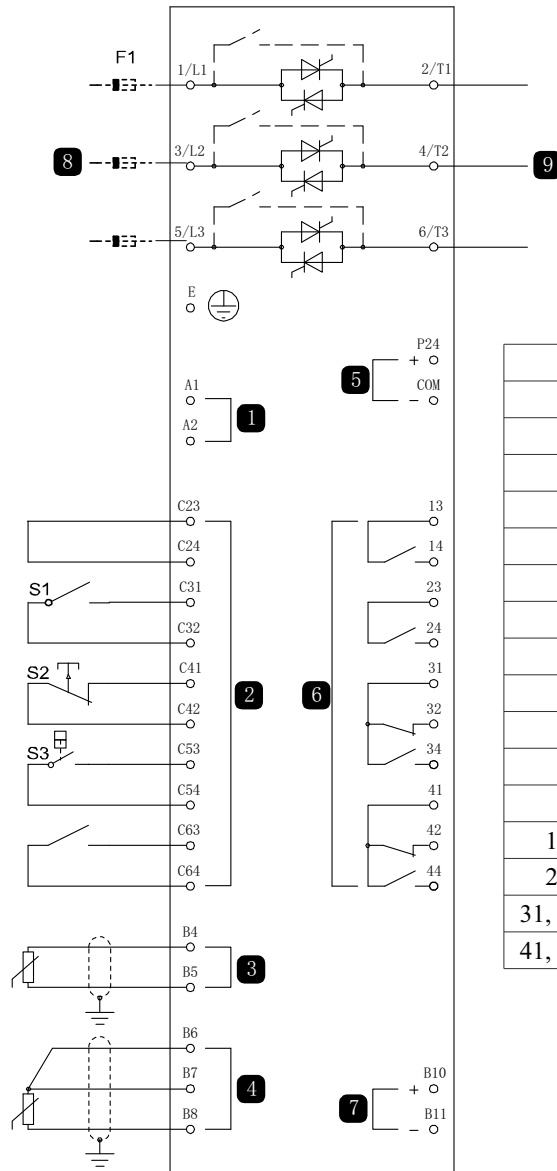 F1
1/L1 2/T1
8 3/L2 4/T2 9
5/L3 6/T3
E
P24
5 +
A1 COM
1 -
A2
C23 13
C24 14
S1 C31 23
C32 24
S2 C41 31
2 6
C42 32
S3 C53 34
C54 41
C63 42
C64 44
1
2
31,
41,
B4
3
B5
B6
B7 4 B10
7 +
B8 B11
-